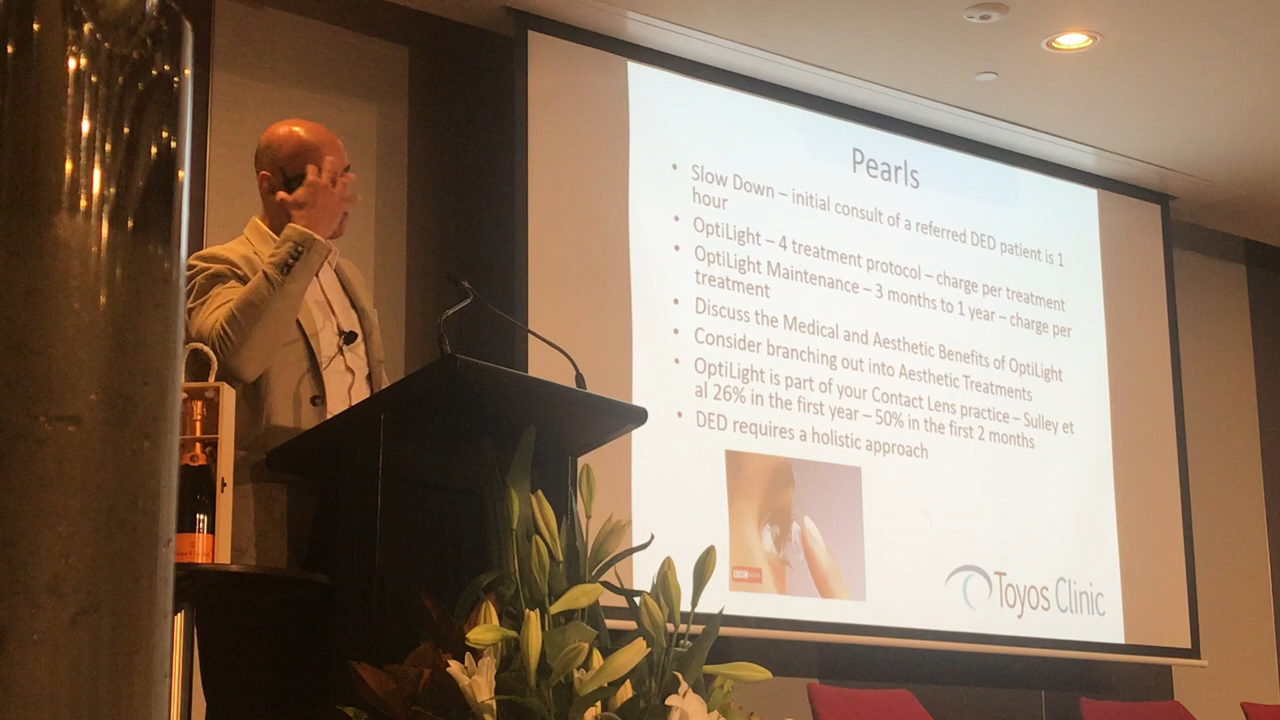 Pearls
• Slow Down – initial consult of a referred DED patient is 1
hour
• OptiLight – 4 treatment protocol – charge per treatment
• OptiLight Maintenance – 3 months to 1 year – charge per
treatment
• Discuss the Medical and Aesthetic Benefits of OptiLight
• Consider branching out into Aesthetic Treatments
• OptiLight is part of your Contact Lens practice – Sulley et
al 26% in the first year – 50% in the first 2 months
• DED requires a holistic approach
Toyos Clinic